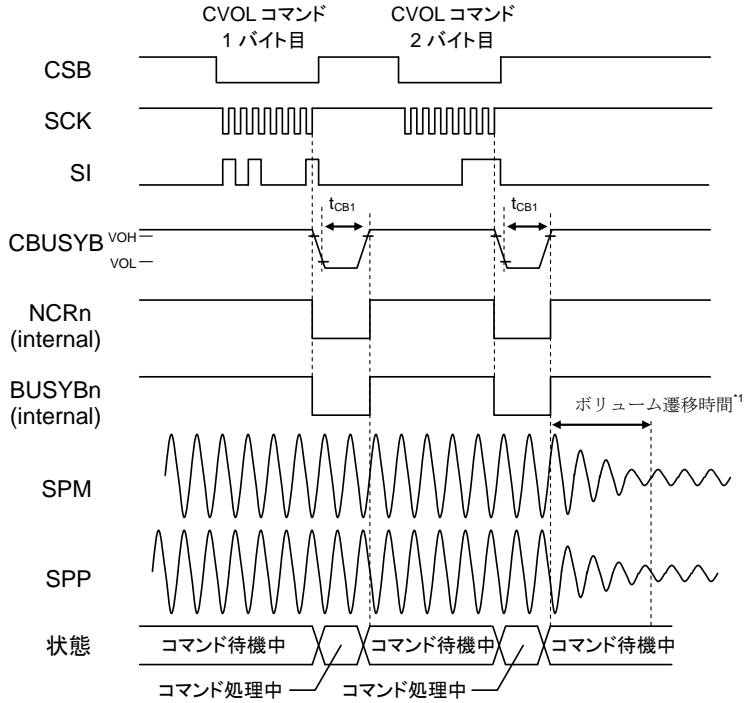 CVOL コマンド
1 バイト目
CVOL コマンド
2 バイト目
CSB
SCK
SI
tCB1
tCB1
CBUSYB
VOH
VOL
NCRn
(internal)
BUSYBn
(internal)
ボリューム遷移時間*1
SPM
SPP
状態
コマンド待機中
コマンド待機中
コマンド待機中
コマンド処理中
コマンド処理中